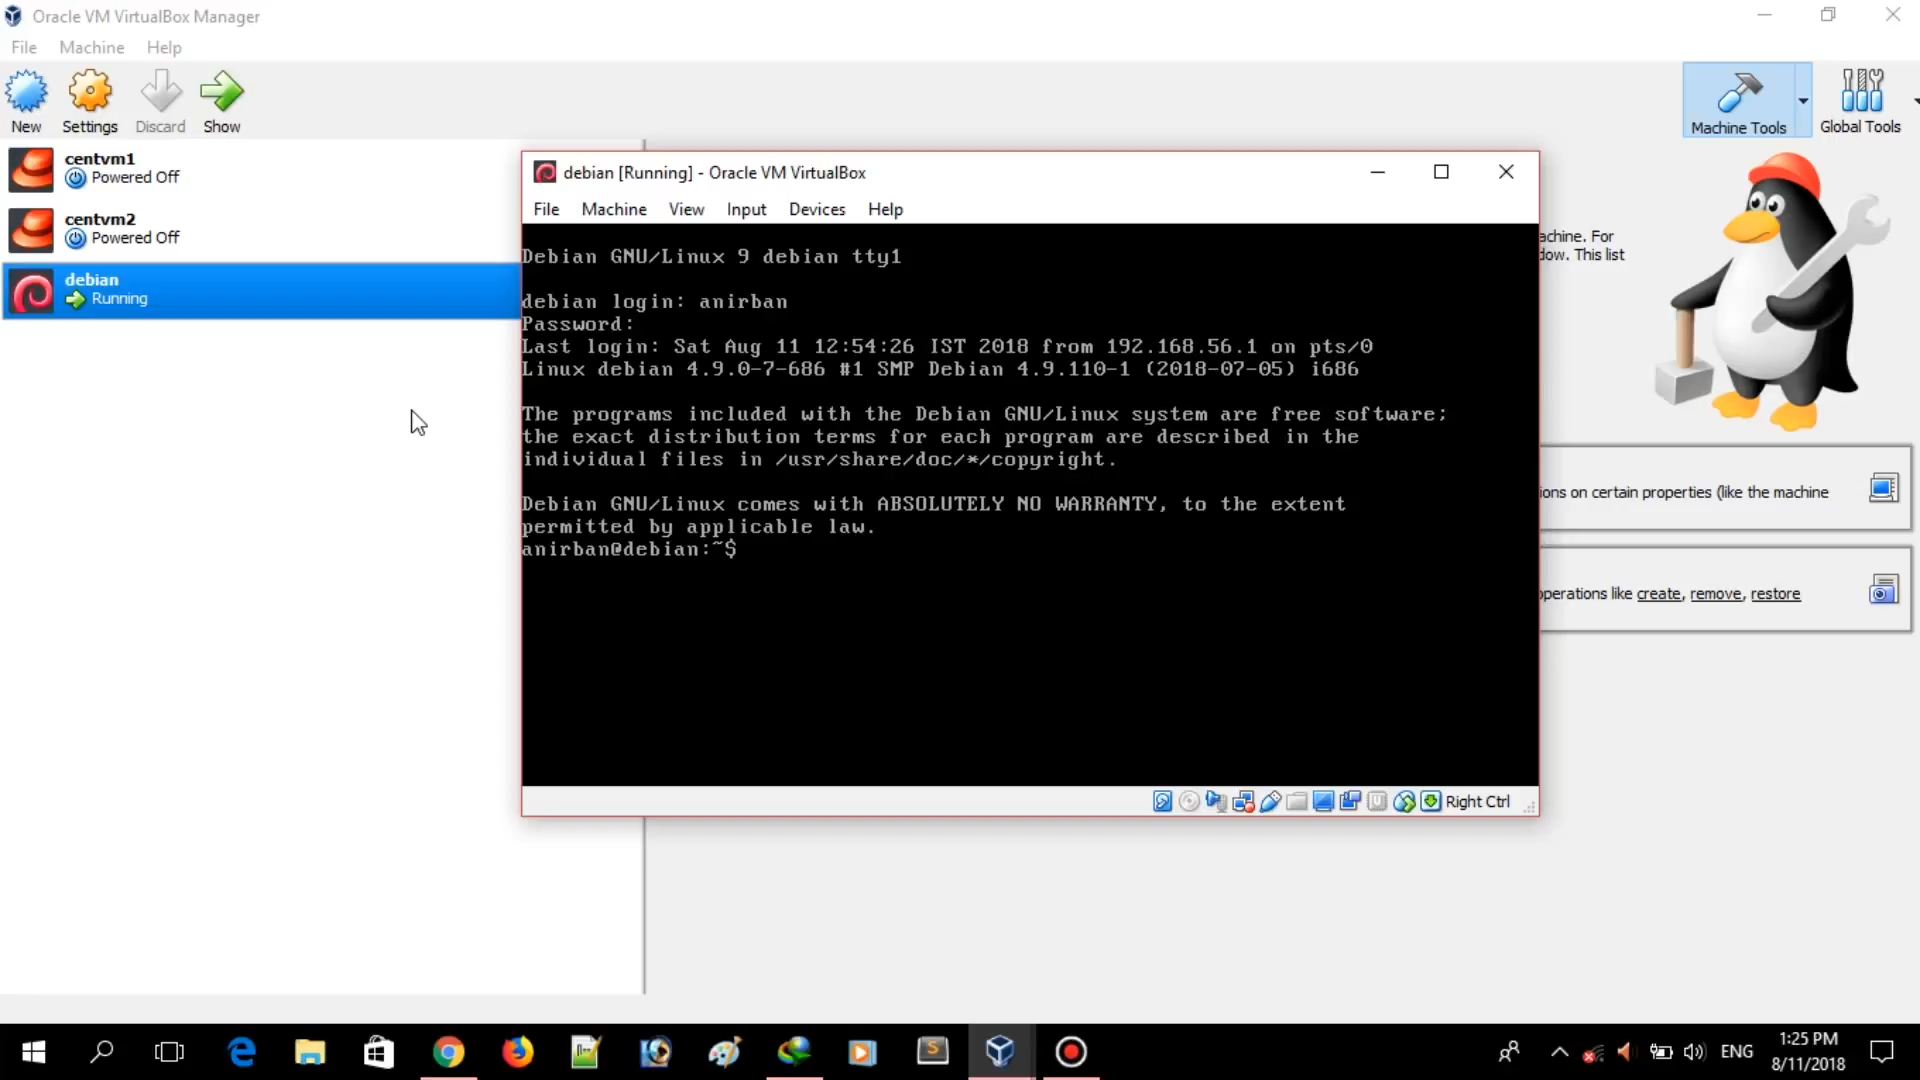 Oracle VM VirtualBox Manager
File Machine Help
New Settings Discard Show
Machine Tools Global Tools
centvm1
Powered Off
centvm2
Powered Off
debian
Running
debian [Running] - Oracle VM VirtualBox
File Machine View Input Devices Help
Debian GNU/Linux 9 debian tty1
debian login: anirban
Password:
Last login: Sat Aug 11 12:54:26 IST 2018 from 192.168.56.1 on pts/0
Linux debian 4.9.0-7-686 #1 SMP Debian 4.9.110-1 (2018-07-05) i686
The programs included with the Debian GNU/Linux system are free software;
the exact distribution terms for each program are described in the
individual files in /usr/share/doc/*/copyright.
Debian GNU/Linux comes with ABSOLUTELY NO WARRANTY, to the extent
permitted by applicable law.
anirban@debian:~$
Right Ctrl
achine. For
dow. This list
ions on certain properties (like the machine
operations like create, remove, restore
ENG
1:25 PM
8/11/2018